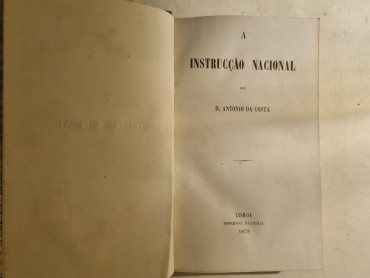 A
INSTRUCÇÃO NACIONAL
POR
D. ANTONIO DA COSTA
LISBOA
IMPRENSA NACIONAL
1870